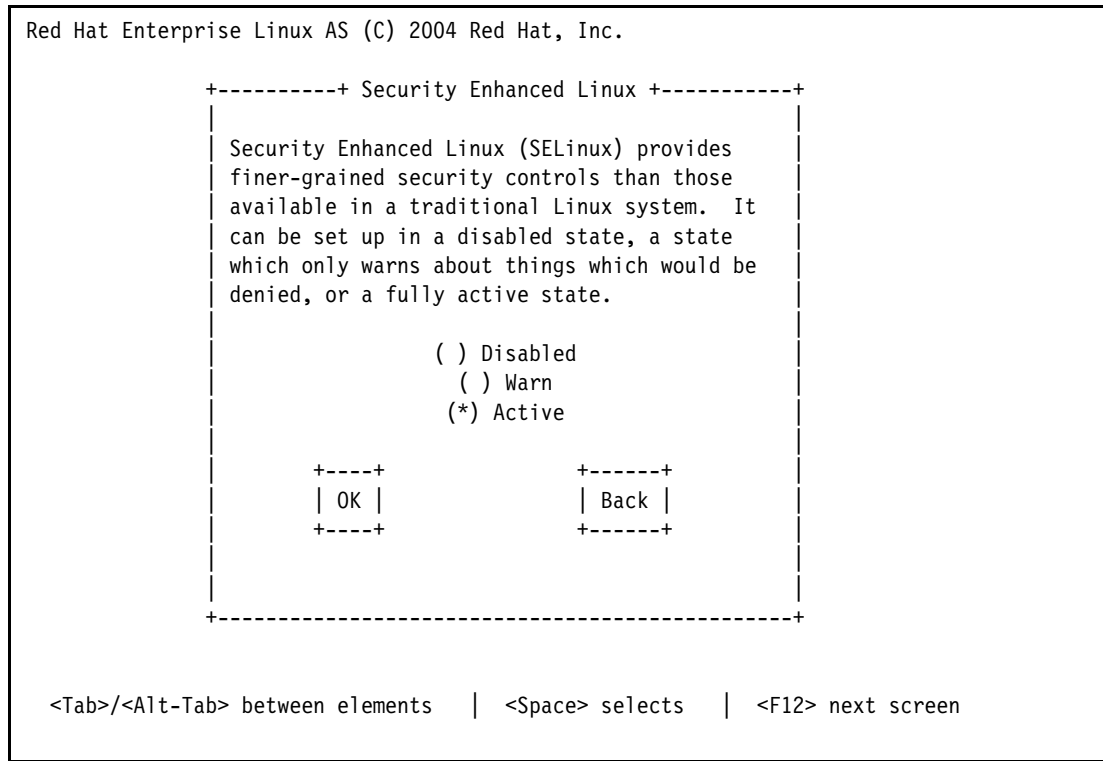 Red Hat Enterprise Linux AS (C) 2004 Red Hat, Inc.
+----------+ Security Enhanced Linux +-----------+
Security Enhanced Linux (SELinux) provides
finer-grained security controls than those
available in a traditional Linux system.  It
can be set up in a disabled state, a state
which only warns about things which would be
denied, or a fully active state.
( ) Disabled
( ) Warn
(*) Active
+----+ +------+
| OK | | Back |
+----+ +------+
+------------------------------------------------+
<Tab>/<Alt-Tab> between elements   |  <Space> selects   |  <F12> next screen